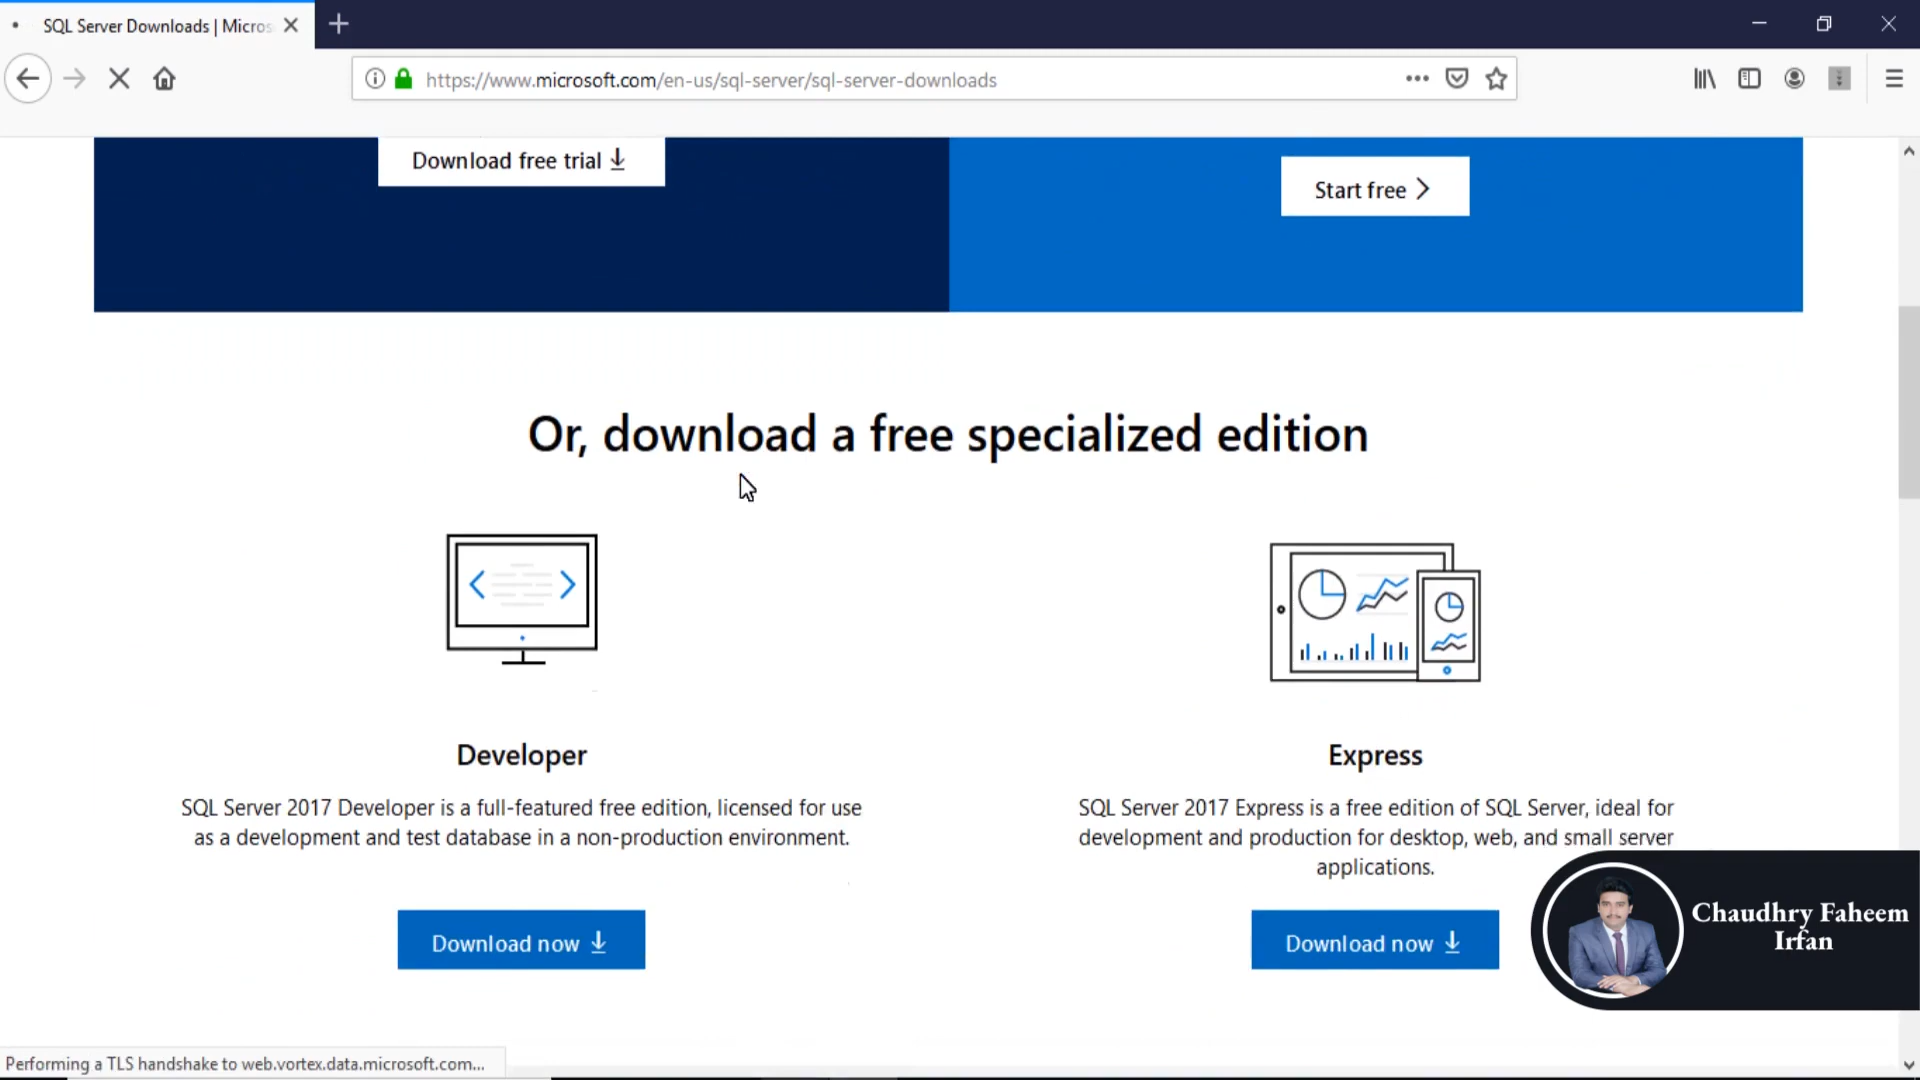 SQL Server Downloads | Micros
https://www.microsoft.com/en-us/sql-server/sql-server-downloads
Download free trial
Start free
Or, download a free specialized edition
Developer
SQL Server 2017 Developer is a full-featured free edition, licensed for use
as a development and test database in a non-production environment.
Download now
Express
SQL Server 2017 Express is a free edition of SQL Server, ideal for
development and production for desktop, web, and small server
applications.
Download now
Chaudhry Faheem
Irfan
Performing a TLS handshake to web.vortex.data.microsoft.com...